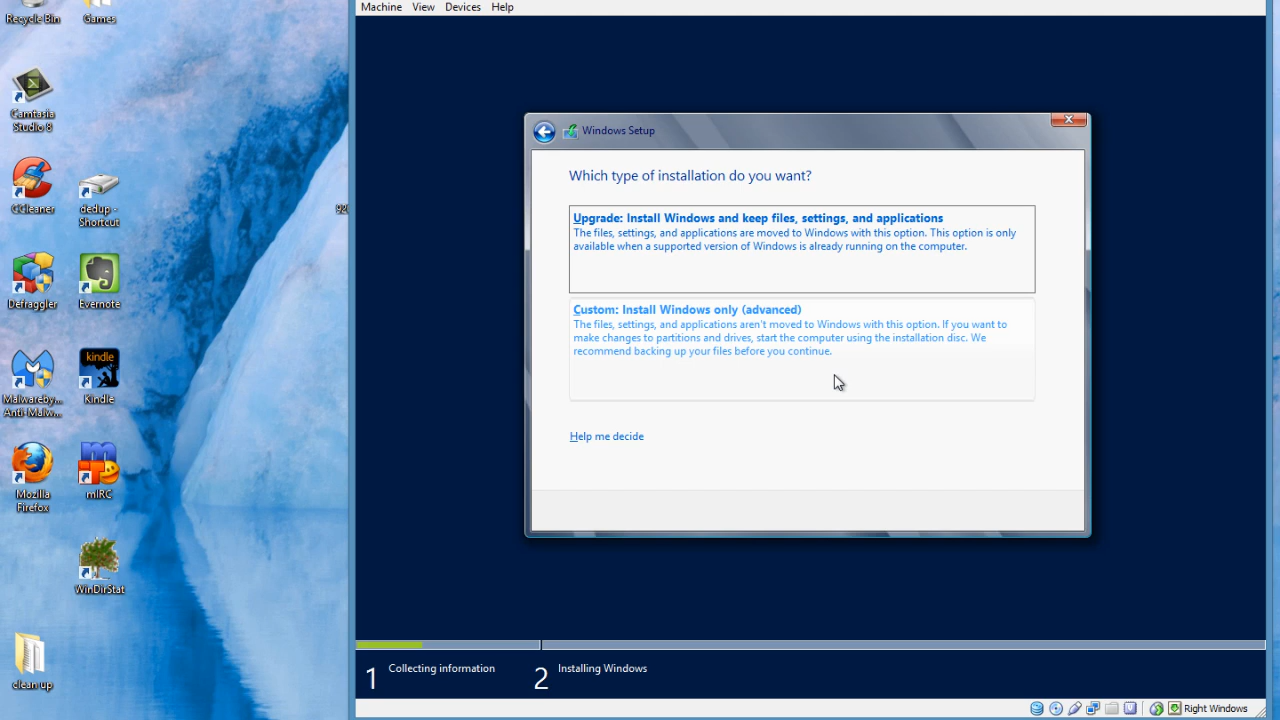 Recycle Bin
Games
Camtasia
Studio 8
CCleaner
dedup -
Shortcut
Defraggler
Evernote
Malwareby...
Anti-Malw...
kindle
Kindle
Mozilla
Firefox
mIRC
WinDirStat
clean up
Machine View Devices Help
Windows Setup
Which type of installation do you want?
Upgrade: Install Windows and keep files, settings, and applications
The files, settings, and applications are moved to Windows with this option. This option is only
available when a supported version of Windows is already running on the computer.
Custom: Install Windows only (advanced)
The files, settings, and applications aren't moved to Windows with this option. If you want to
make changes to partitions and drives, start the computer using the installation disc. We
recommend backing up your files before you continue.
Help me decide
1 Collecting information
2 Installing Windows
Right Windows